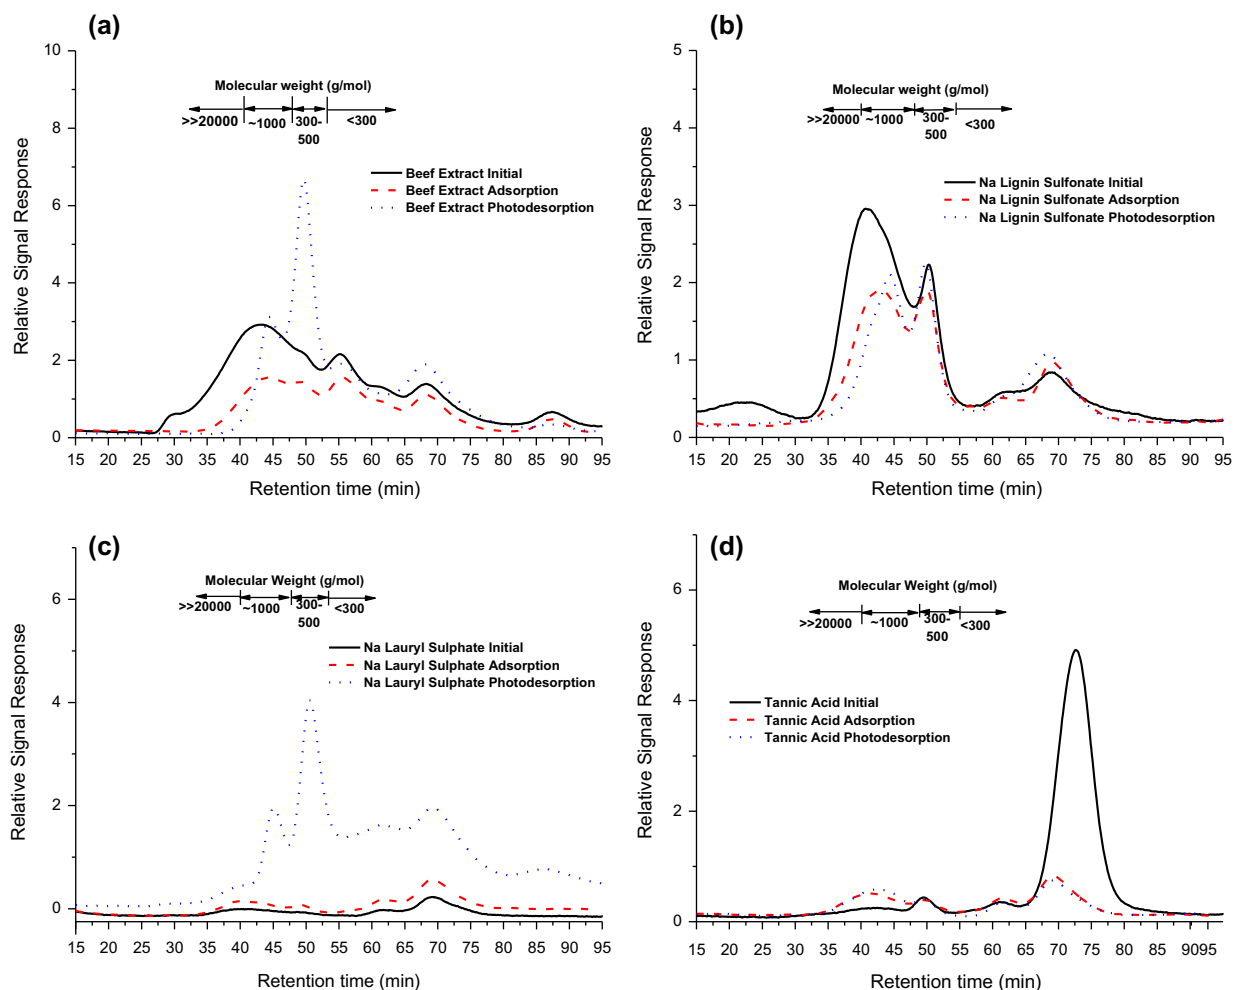 (a)
10
8
6
4
2
0
Relative Signal Response
Molecular weight (g/mol)
>>20000
~1000
300-
500
<300
Beef Extract Initial
Beef Extract Adsorption
Beef Extract Photodesorption
15 20 25 30 35 40 45 50 55 60 65 70 75 80 85 90 95
Retention time (min)
(b)
5
4
3
2
1
0
Relative Signal Response
Molecular weight (g/mol)
>>20000
~1000
300-
500
<300
Na Lignin Sulfonate Initial
Na Lignin Sulfonate Adsorption
Na Lignin Sulfonate Photodesorption
15 20 25 30 35 40 45 50 55 60 65 70 75 80 85 90 95
Retention time (min)
(c)
6
4
2
0
Relative Signal Response
Molecular Weight (g/mol)
>>20000
~1000
300-
500
<300
Na Lauryl Sulphate Initial
Na Lauryl Sulphate Adsorption
Na Lauryl Sulphate Photodesorption
15 20 25 30 35 40 45 50 55 60 65 70 75 80 85 90 95
Retention time (min)
(d)
6
4
2
0
Relative Signal Response
Molecular Weight (g/mol)
>>20000
~1000
300-
500
<300
Tannic Acid Initial
Tannic Acid Adsorption
Tannic Acid Photodesorption
15 20 25 30 35 40 45 50 55 60 65 70 80 85 9095
Retention time (min)